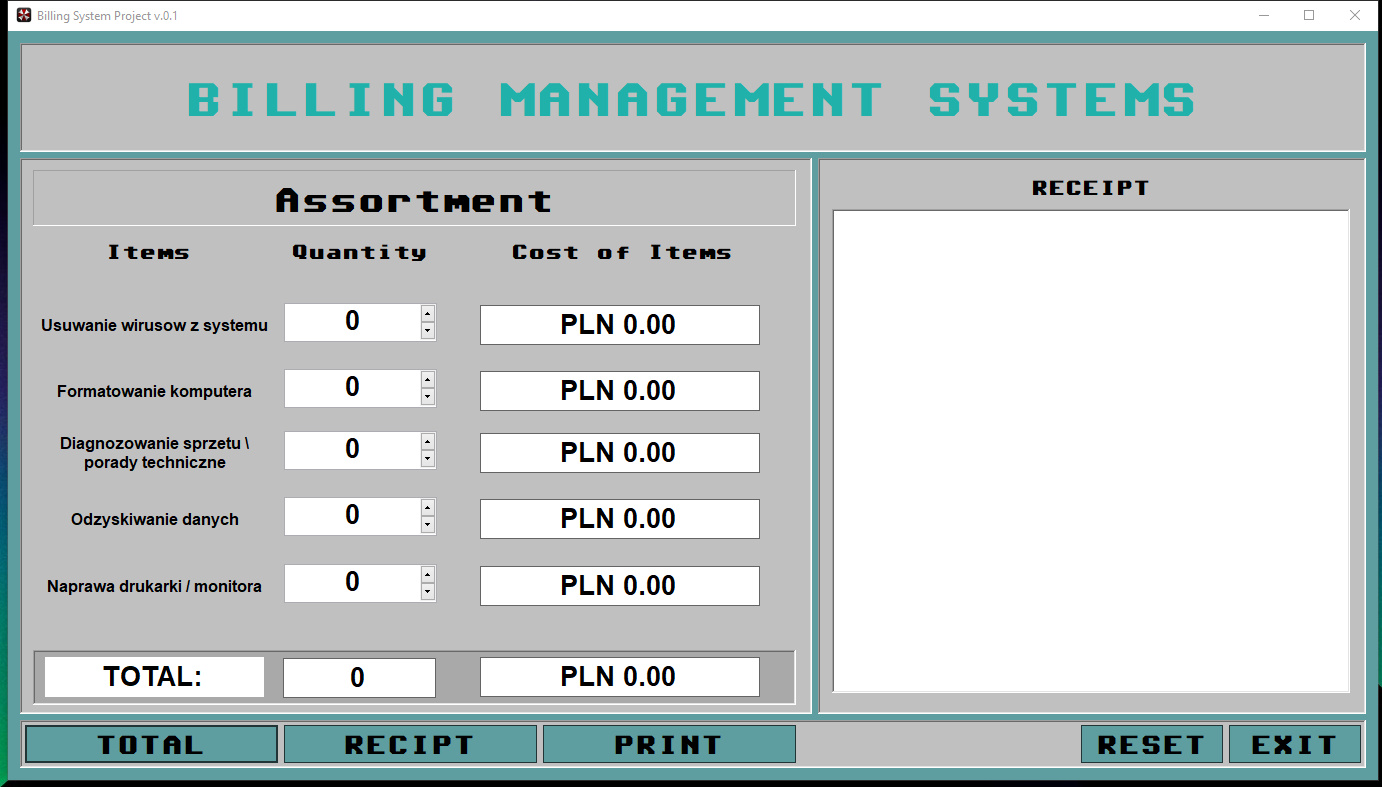 Billing System Project v.0.1
BILLING MANAGEMENT SYSTEMS
Assortment
Items Quantity Cost of Items
Usuwanie wirusow z systemu 0 PLN 0.00
Formatowanie komputera 0 PLN 0.00
Diagnozowanie sprzetu \
porady techniczne 0 PLN 0.00
Odzyskiwanie danych 0 PLN 0.00
Naprawa drukarki / monitora 0 PLN 0.00
TOTAL: 0 PLN 0.00
RECEIPT
TOTAL RECIPT PRINT RESET EXIT